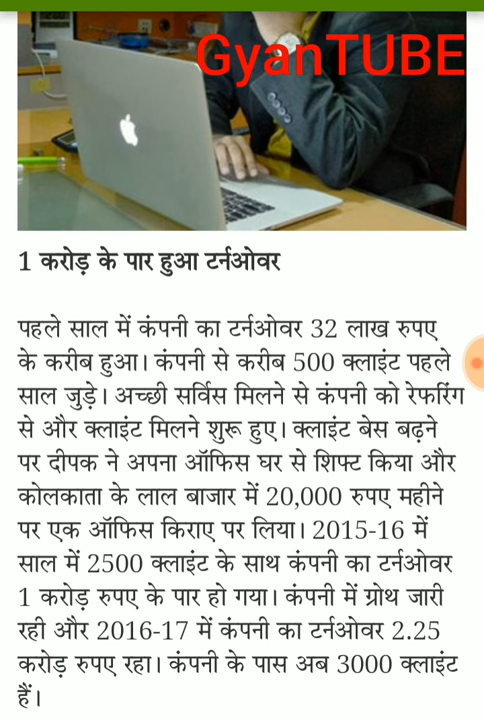 GyanTUBE
1 करोड़ के पार हुआ टर्नओवर
पहले साल में कंपनी का टर्नओवर 32 लाख रुपए
के करीब हुआ। कंपनी से करीब 500 क्लाइंट पहले
साल जुड़े। अच्छी सर्विस मिलने से कंपनी को रेफरिंग
से और क्लाइंट मिलने शुरू हुए। क्लाइंट बेस बढ़ने
पर दीपक ने अपना ऑफिस घर से शिफ्ट किया और
कोलकाता के लाल बाजार में 20,000 रुपए महीने
पर एक ऑफिस किराए पर लिया। 2015-16 में
साल में 2500 क्लाइंट के साथ कंपनी का टर्नओवर
1 करोड़ रुपए के पार हो गया। कंपनी में ग्रोथ जारी
रही और 2016-17 में कंपनी का टर्नओवर 2.25
करोड़ रुपए रहा। कंपनी के पास अब 3000 क्लाइंट
हैं।